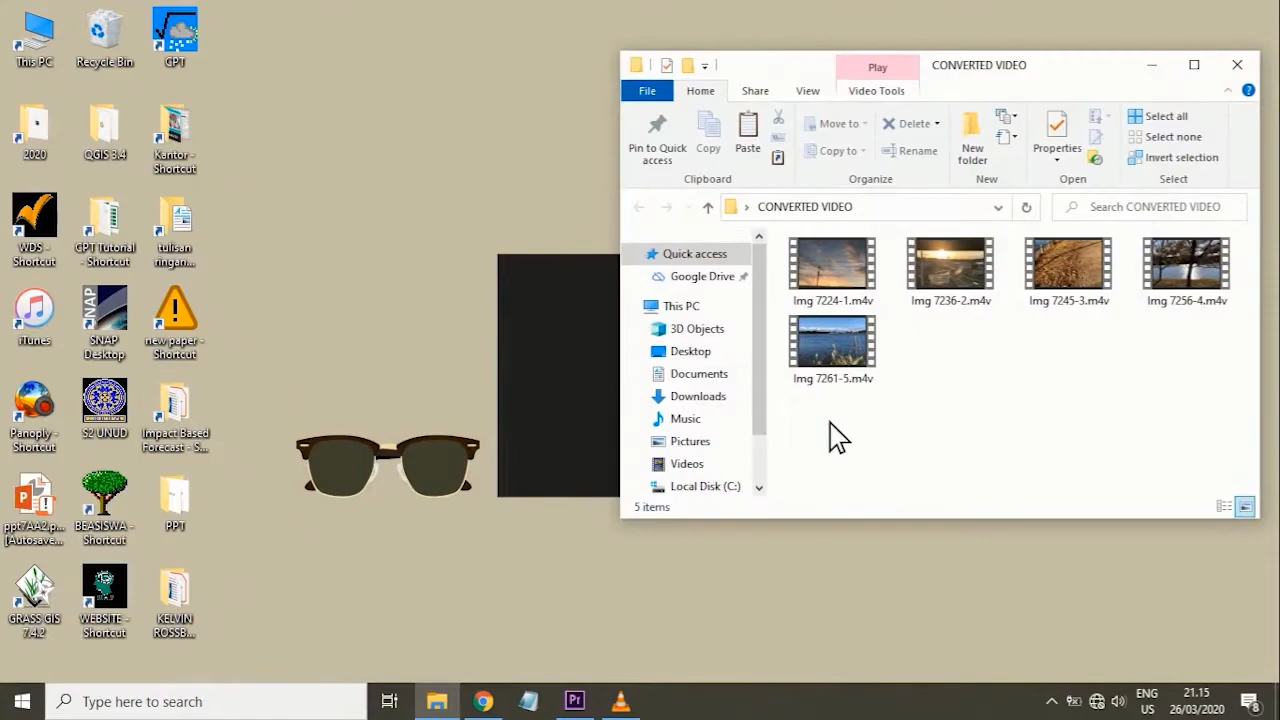 This PC
Recycle Bin
CPT
2020
QGIS 3.4
Kantor -
Shortcut
WDS -
Shortcut
CPT Tutorial
- Shortcut
tulisan
ringan...
iTunes
SNAP
Desktop
new paper -
Shortcut
Panoply -
Shortcut
S2 UNUD
Impact Based
Forecast - S...
ppt7AA2.p...
[Autosave...
BEASISWA -
Shortcut
PPT
GRASS GIS
7.4.2
WEBSITE -
Shortcut
KELVIN
ROSSB...
Play
CONVERTED VIDEO
File
Home
Share
View
Video Tools
Pin to Quick
access
Copy
Paste
Clipboard
Move to
Copy to
Delete
Rename
Organize
New
folder
New
Properties
Open
Select all
Select none
Invert selection
Select
CONVERTED VIDEO
Search CONVERTED VIDEO
Quick access
Google Drive
This PC
3D Objects
Desktop
Documents
Downloads
Music
Pictures
Videos
Local Disk (C:)
Img 7224-1.m4v
Img 7236-2.m4v
Img 7245-3.m4v
Img 7256-4.m4v
Img 7261-5.m4v
5 items
Type here to search
Pr
ENG
US
21.15
26/03/2020
8